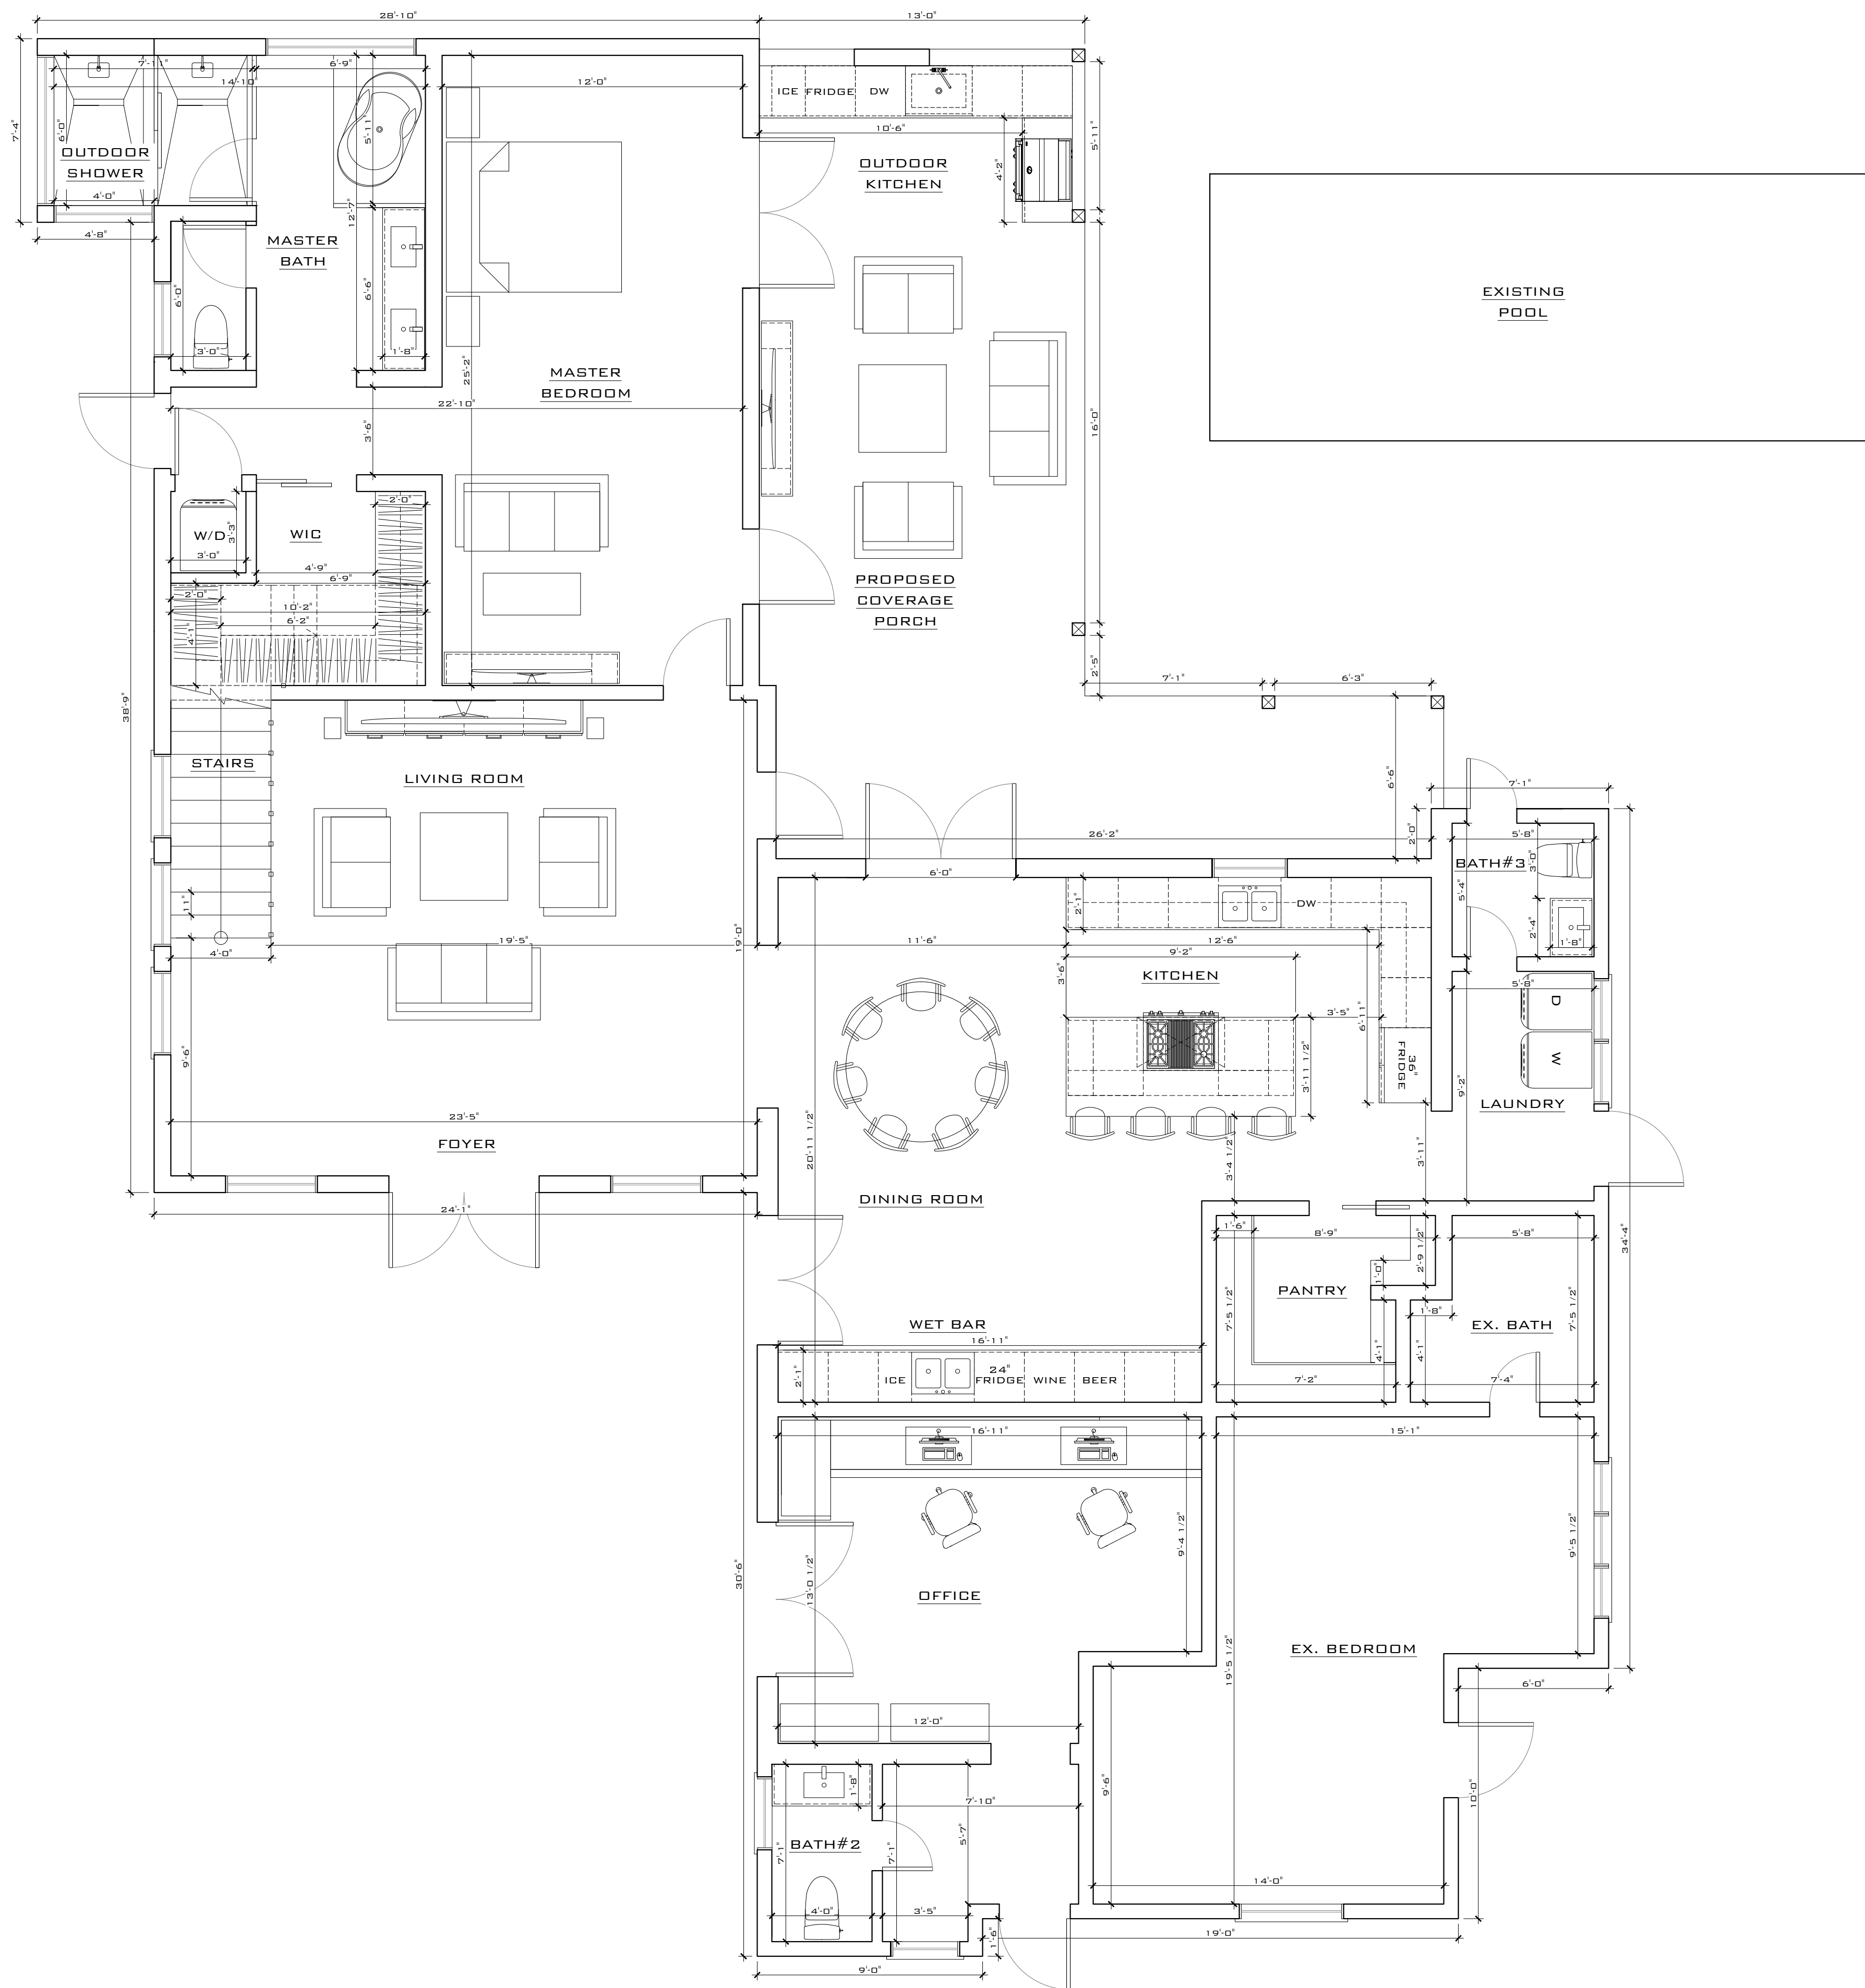 28'-10"
13'-0"
7'-11"
6'-9"
14'-10"
12'-0"
ICE
FRIDGE
DW
7'-4"
6'-0"
5'-11"
10'-6"
5'-11"
OUTDOOR
SHOWER
OUTDOOR
KITCHEN
4'-2"
4'-0"
4'-8"
12'-7"
MASTER
BATH
6'-0"
6'-6"
EXISTING
POOL
3'-0"
1'-8"
25'-2"
MASTER
BEDROOM
22'-10"
3'-6"
16'-0"
2'-0"
W/D
3'-3"
WIC
3'-0"
4'-9"
6'-9"
2'-0"
10'-2"
6'-2"
4'-1"
PROPOSED
COVERAGE
PORCH
2'-5"
7'-1"
6'-3"
38'-9"
STAIRS
LIVING ROOM
6'-6"
7'-1"
2'-0"
26'-2"
5'-8"
BATH#3
3'-0"
6'-0"
5'-4"
2'-1"
DW
11"
2'-4"
19'-0"
19'-5"
11'-6"
12'-6"
1'-8"
4'-0"
9'-2"
3'-6"
KITCHEN
5'-8"
D
3'-5"
6'-11"
9'-6"
3'-11 1/2"
36"
FRIDGE
W
9'-2"
LAUNDRY
23'-5"
FOYER
20'-11 1/2"
3'-4 1/2"
3'-11"
DINING ROOM
24'-1"
1'-6"
8'-9"
2'-9 1/2"
5'-8"
34'-4"
1'-0"
PANTRY
7'-5 1/2"
1'-8"
EX. BATH
7'-5 1/2"
WET BAR
16'-11"
4'-1"
4'-1"
2'-1"
ICE
24"
FRIDGE
WINE
BEER
7'-2"
7'-4"
16'-11"
15'-1"
9'-4 1/2"
9'-5 1/2"
30'-6"
13'-0 1/2"
OFFICE
EX. BEDROOM
19'-5 1/2"
6'-0"
12'-0"
1'-8"
9'-6"
10'-0"
7'-10"
BATH#2
5'-7"
7'-1"
7'-1"
14'-0"
4'-0"
3'-5"
1'-6"
19'-0"
9'-0"